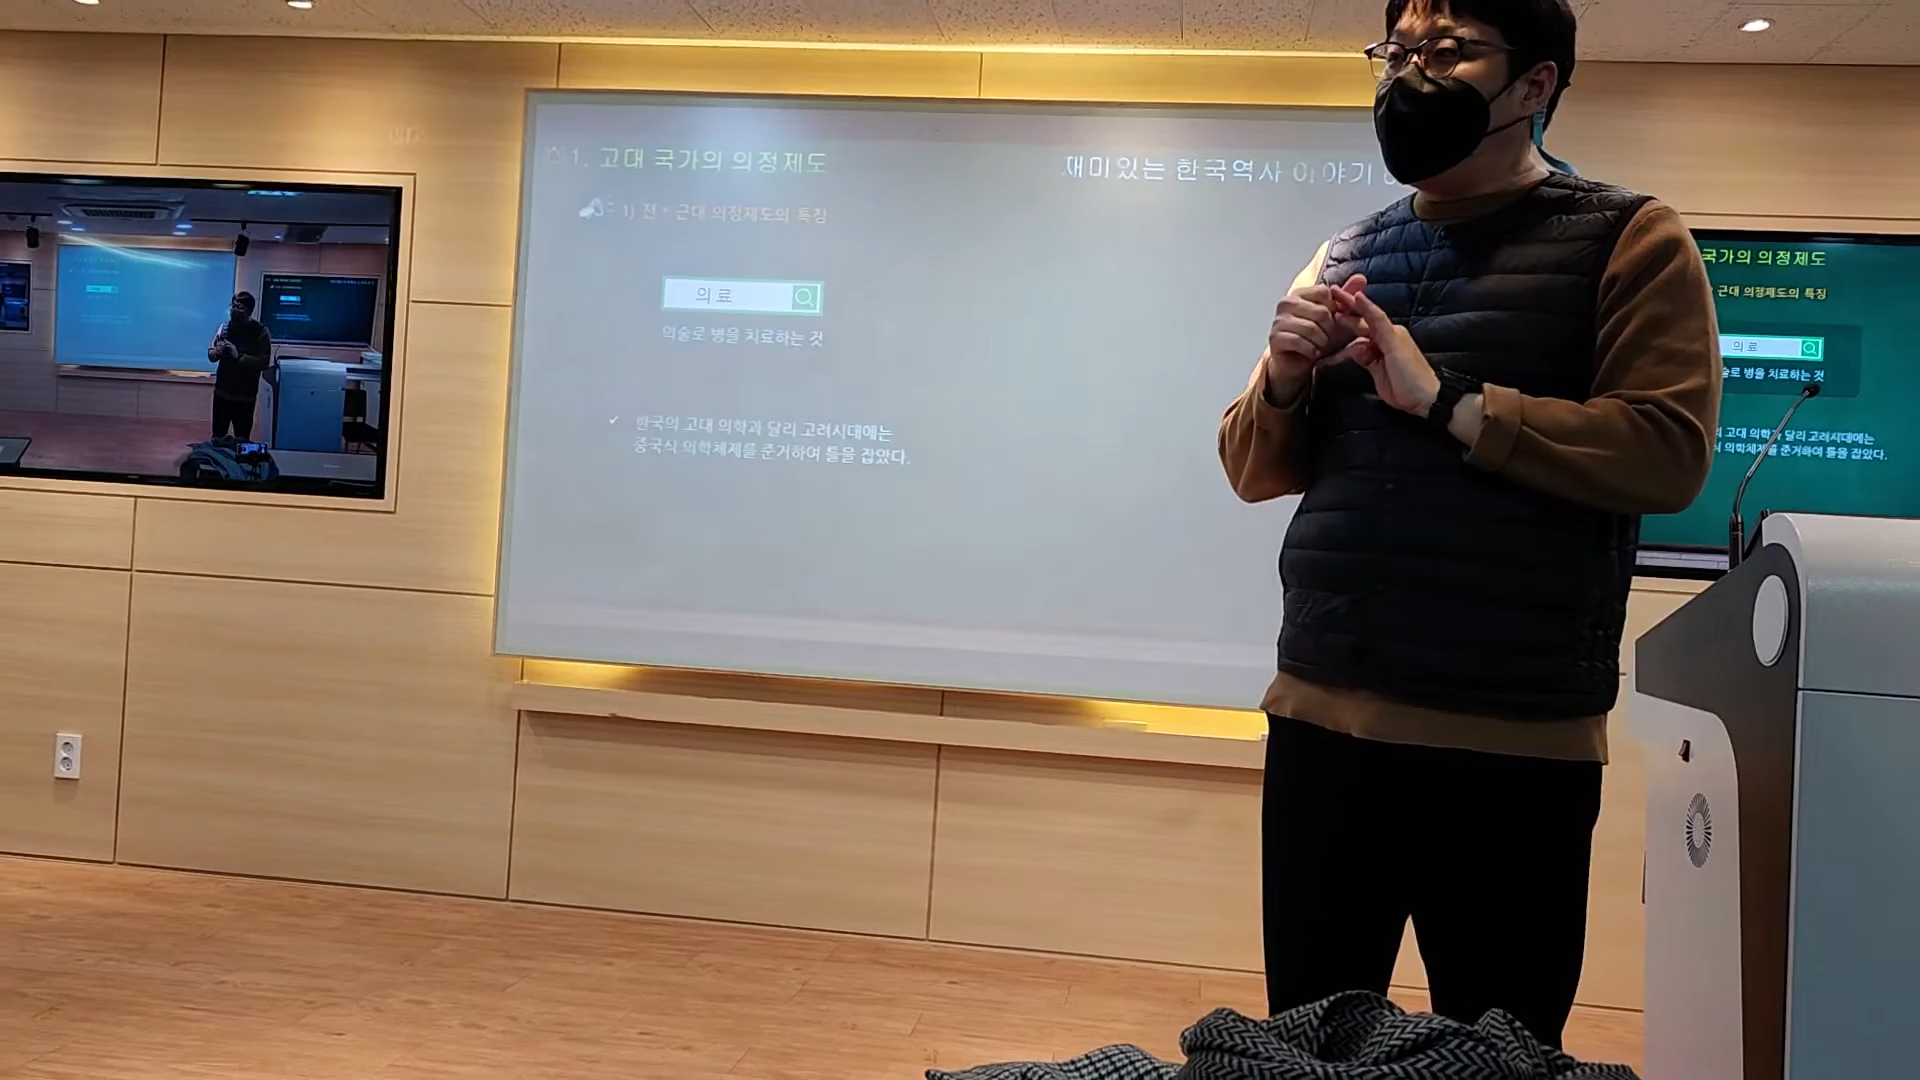 1. 고대 국가의 의정제도
재미있는 한국역사 이야기
1) 전 * 근대 의정제도의 특징
의료
의술로 병을 치료하는 것
✓ 한국의 고대 의학과 달리 고려시대에는
중국식 의학체제를 준거하여 틀을 잡았다.
국가의 의정제도
근대 의정제도의 특징
의료
술로 병을 치료하는 것
고대 의학과 달리 고려시대에는
의학체제를 준거하여 틀을 잡았다.